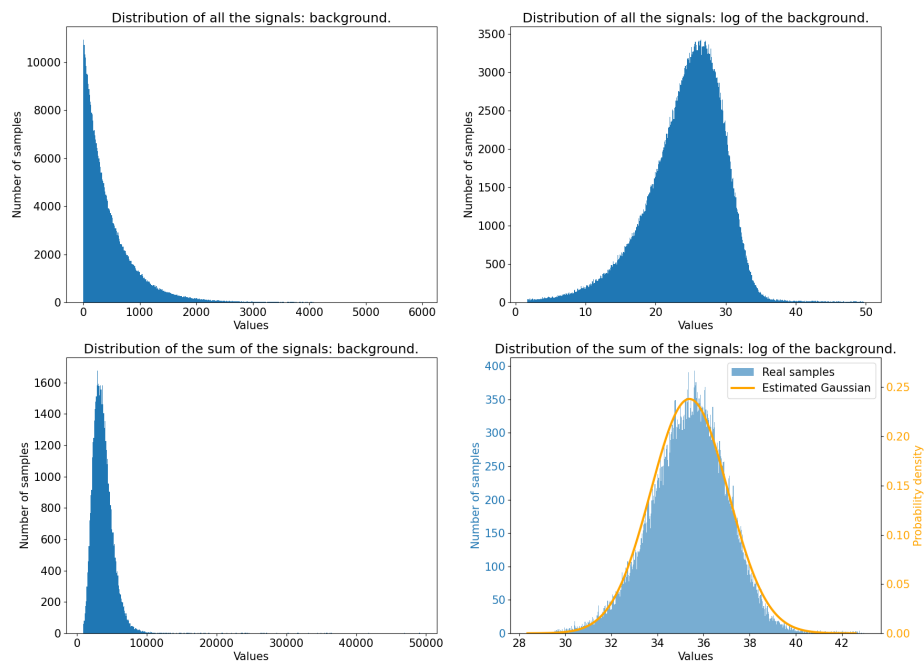 Distribution of all the signals: background.
Number of samples
10000
8000
6000
4000
2000
0
0 1000 2000 3000 4000 5000 6000
Values
Distribution of all the signals: log of the background.
Number of samples
3500
3000
2500
2000
1500
1000
500
0
0 10 20 30 40 50
Values
Distribution of the sum of the signals: background.
Number of samples
1600
1400
1200
1000
800
600
400
200
0
0 10000 20000 30000 40000 50000
Values
Distribution of the sum of the signals: log of the background.
Real samples
Estimated Gaussian
Number of samples
400
350
300
250
200
150
100
50
0
28 30 32 34 36 38 40 42
Values
0.25
0.20
0.15
0.10
0.05
0.00
Probability density